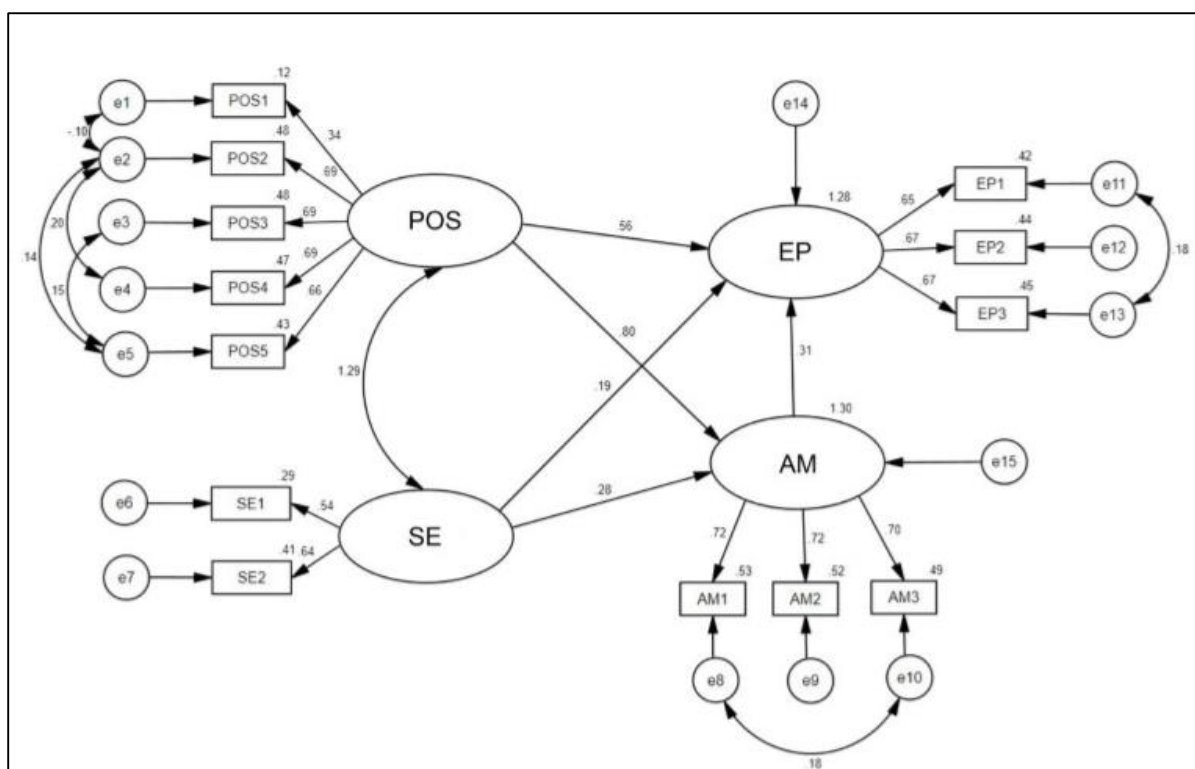 .12
e1
POS1
-.10
.34
.48
e2
POS2
69
.48
e3
POS3
.69
20
.14
.47
69
e4
POS4
15
.66
.43
e5
POS5
POS
e14
1.28
.56
EP
.42
.65
EP1
e11
.44
.67
EP2
e12
.18
.67
.45
EP3
e13
.80
.31
1.29
.19
1.30
AM
e15
.29
e6
SE1
.54
SE
.28
.41
.64
e7
SE2
.72
.72
.70
.53
.52
.49
AM1
AM2
AM3
e8
e9
e10
.18